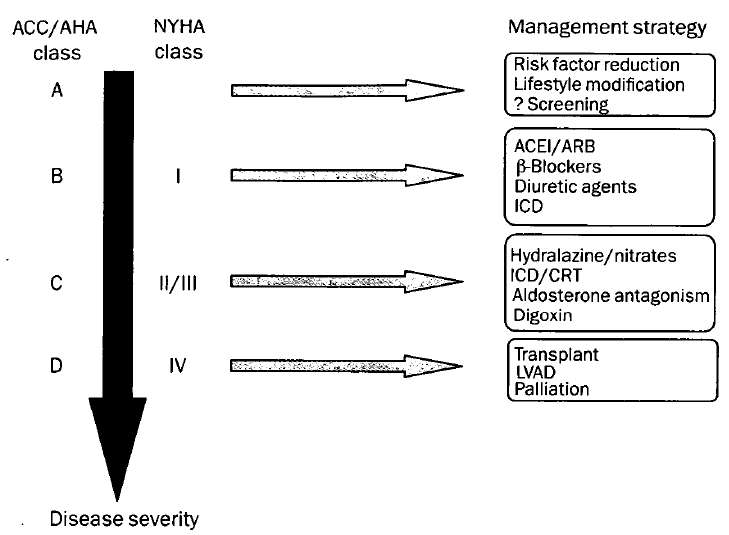 ACC/AHA
class
NYHA
class
Management strategy
A
Risk factor reduction
Lifestyle modification
? Screening
B
I
ACEI/ARB
β-Blockers
Diuretic agents
ICD
C
II/III
Hydralazine/nitrates
ICD/CRT
Aldosterone antagonism
Digoxin
D
IV
Transplant
LVAD
Palliation
Disease severity